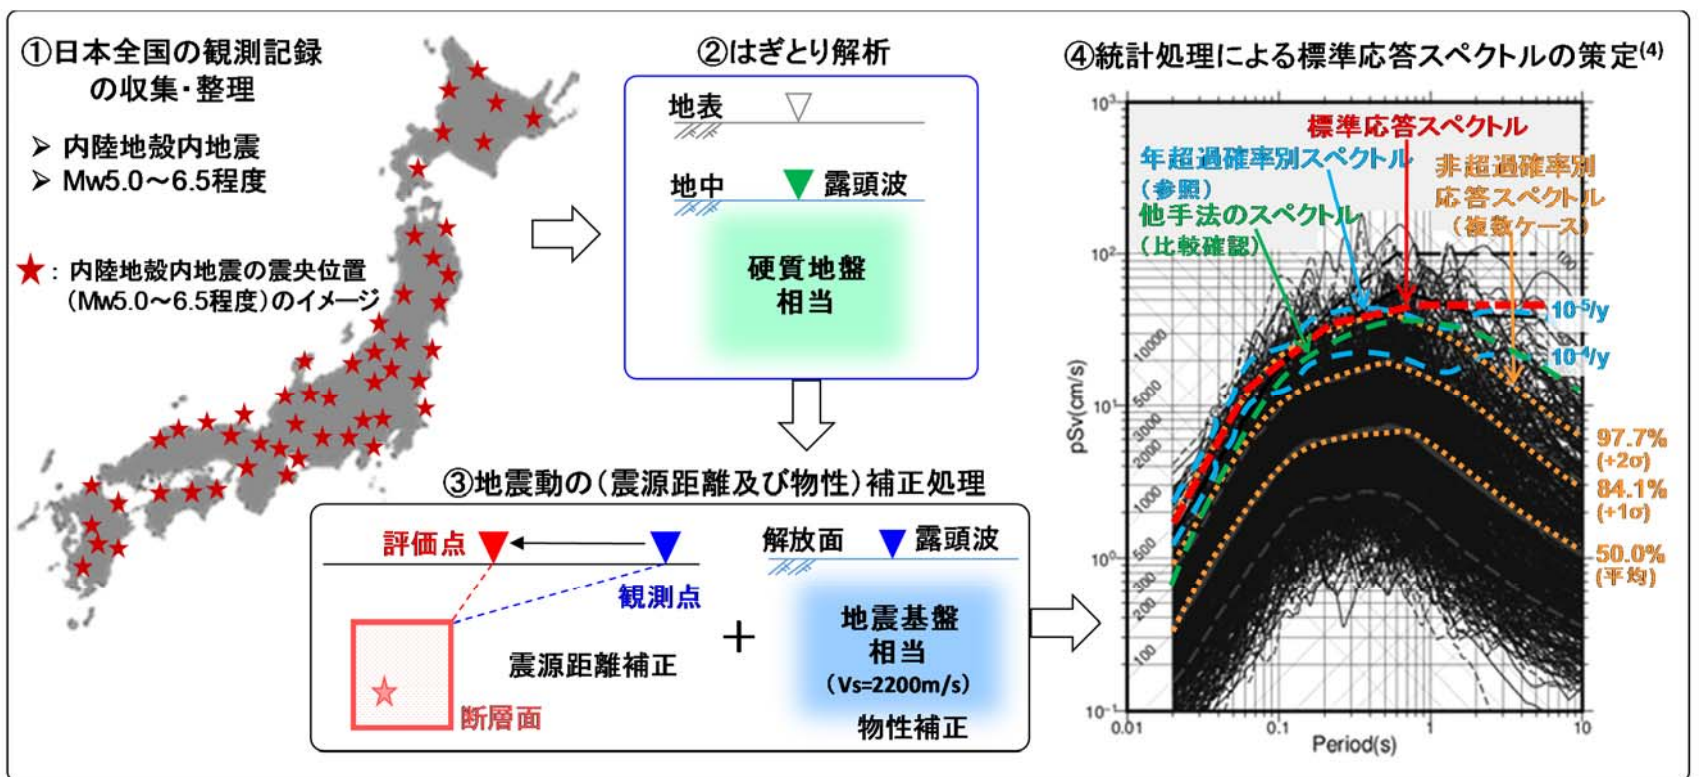 ①日本全国の観測記録
の収集・整理
➢ 内陸地殻内地震
➢ Mw5.0～6.5程度
★：内陸地殻内地震の震央位置
（Mw5.0～6.5程度）のイメージ
②はぎとり解析
地表
地中
露頭波
硬質地盤
相当
③地震動の（震源距離及び物性）補正処理
評価点
観測点
震源距離補正
断層面
＋
解放面
露頭波
地震基盤
相当
（Vs=2200m/s）
物性補正
④統計処理による標準応答スペクトルの策定(4)
標準応答スペクトル
年超過確率別スペクトル
（参照）
他手法のスペクトル
（比較確認）
非超過確率別
応答スペクトル
（複数ケース）
10-5/y
10-4/y
97.7%
(+2σ)
84.1%
(+1σ)
50.0%
(平均)
pSv(cm/s)
10³
10²
10¹
10⁰
10⁻¹
10000
5000
3000
2000
1000
500
300
200
100
0.01
0.1
1
10
Period(s)